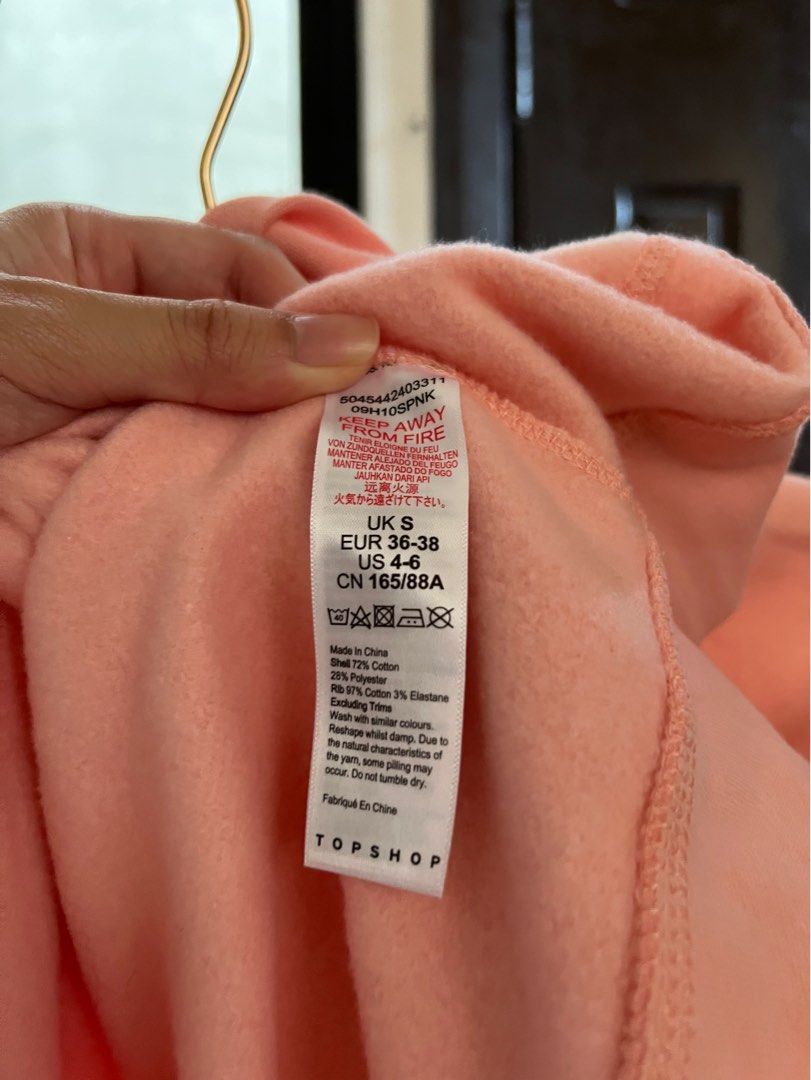 5045442403311
09H10SPNK
KEEP AWAY
FROM FIRE
TENIR ELOIGNE DU FEU
VON ZUNDQUELLEN FERNHALTEN
MANTENER ALEJADO DEL FEUGO
MANTER AFASTADO DO FOGO
JAUHKAN DARI API
远离火源
火気から遠ざけて下さい。
UK S
EUR 36-38
US 4-6
CN 165/88A
40
Made In China
Shell 72% Cotton
28% Polyester
Rib 97% Cotton 3% Elastane
Excluding Trims
Wash with similar colours.
Reshape whilst damp. Due to
the natural characteristics of
the yarn, some pilling may
occur. Do not tumble dry.
Fabriqué En Chine
TOPSHOP